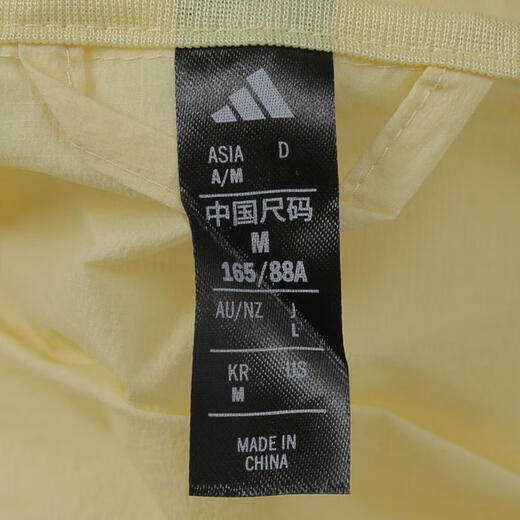 ASIA D
A/M
中国尺码
M
165/88A
AU/NZ J
L
KR US
M
MADE IN
CHINA